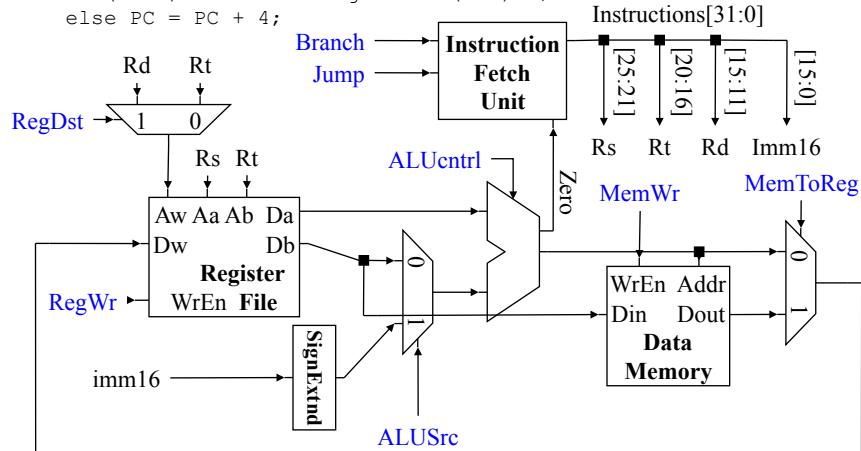 else PC = PC + 4;
Instructions[31:0]
Branch
Jump
Instruction
Fetch
Unit
[25:21]
[20:16]
[15:11]
[15:0]
Rs
Rt
Rd
Imm16
Rd
Rt
RegDst
1
0
Rs
Rt
ALUcntrl
Zero
MemWr
MemToReg
Aw Aa Ab Da
Dw
Db
Register
WrEn File
RegWr
0
1
WrEn Addr
Din Dout
Data
Memory
0
1
imm16
SignExtnd
ALUSrc